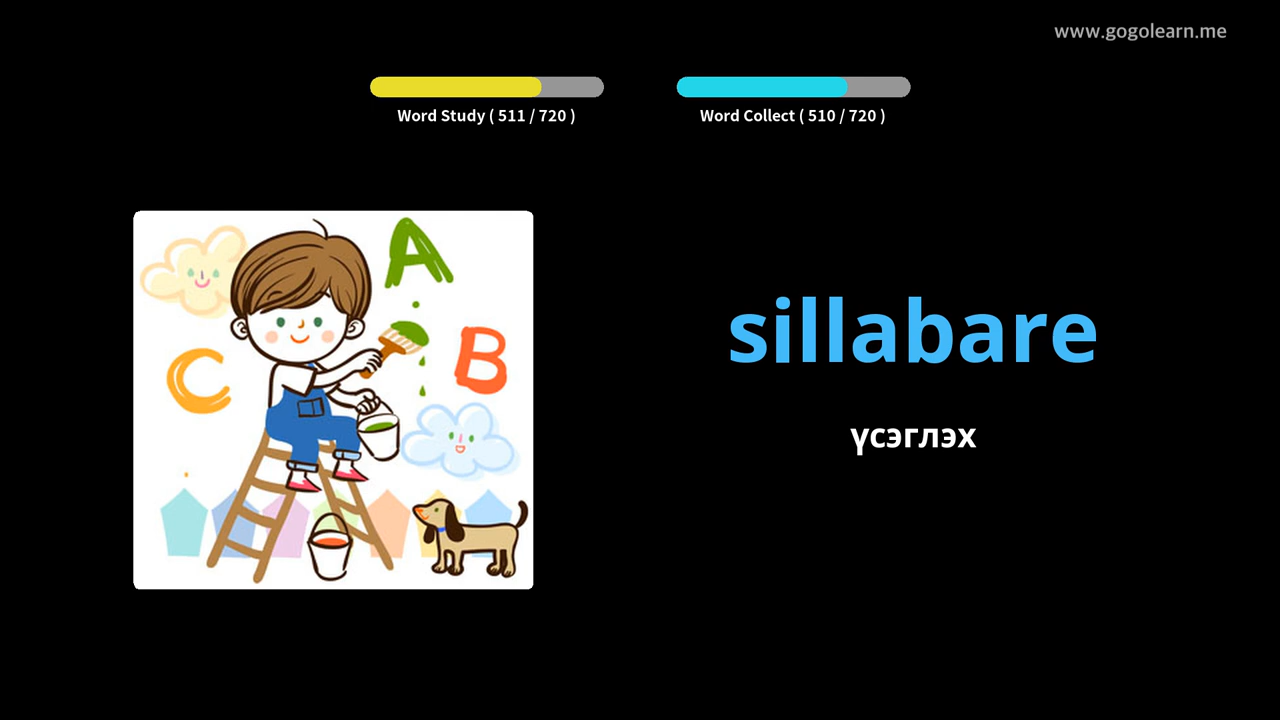 www.gogolearn.me
Word Study ( 511 / 720 )
Word Collect ( 510 / 720 )
A
B
C
sillabare
үсэглэх